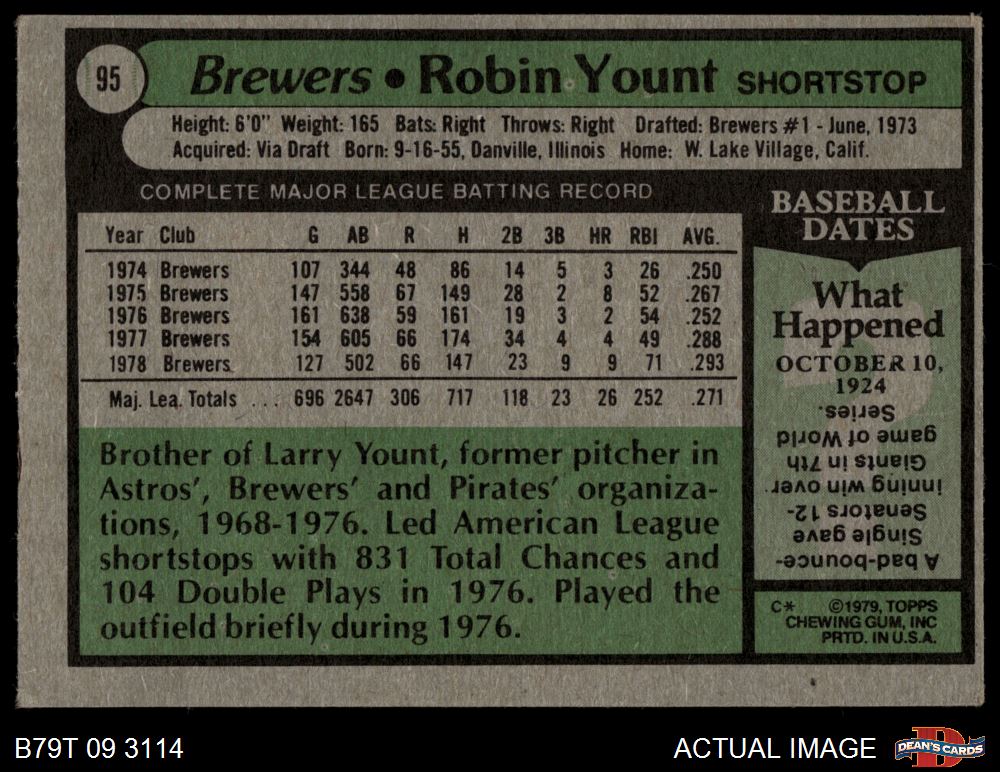 95 Brewers • Robin Yount SHORTSTOP
Height: 6'0" Weight: 165 Bats: Right Throws: Right Drafted: Brewers #1 - June, 1973
Acquired: Via Draft Born: 9-16-55, Danville, Illinois Home: W. Lake Village, Calif.
COMPLETE MAJOR LEAGUE BATTING RECORD
Year Club G AB R H 2B 3B HR RBI AVG.
1974 Brewers 107 344 48 86 14 5 3 26 .250
1975 Brewers 147 558 67 149 28 2 8 52 .267
1976 Brewers 161 638 59 161 19 3 2 54 .252
1977 Brewers 154 605 66 174 34 4 4 49 .288
1978 Brewers 127 502 66 147 23 9 9 71 .293
Maj. Lea. Totals ... 696 2647 306 717 118 23 26 252 .271
Brother of Larry Yount, former pitcher in
Astros', Brewers' and Pirates' organiza-
tions, 1968-1976. Led American League
shortstops with 831 Total Chances and
104 Double Plays in 1976. Played the
outfield briefly during 1976.
BASEBALL
DATES
What
Happened
OCTOBER 10,
1924
A bad-bounce-
Single gave
Senators 12-
inning win over
Giants in 7th
game of World
Series.
C* ©1979, TOPPS
CHEWING GUM, INC
PRTD. IN U.S.A.
B79T 09 3114
ACTUAL IMAGE
D
DEAN'S CARDS